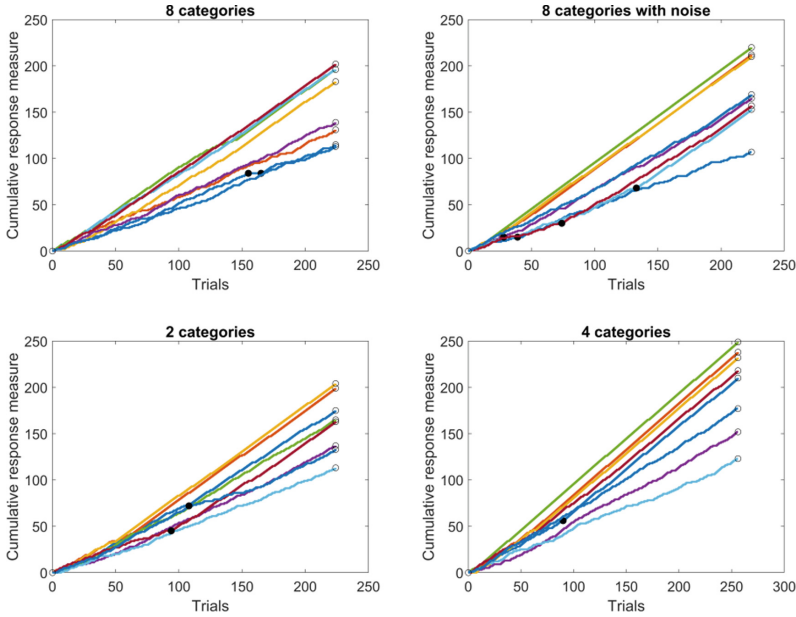 8 categories
250
200
150
100
50
0
Cumulative response measure
0 50 100 150 200 250
Trials
8 categories with noise
250
200
150
100
50
0
Cumulative response measure
0 50 100 150 200 250
Trials
2 categories
250
200
150
100
50
0
Cumulative response measure
0 50 100 150 200 250
Trials
4 categories
250
200
150
100
50
0
Cumulative response measure
0 50 100 150 200 250 300
Trials